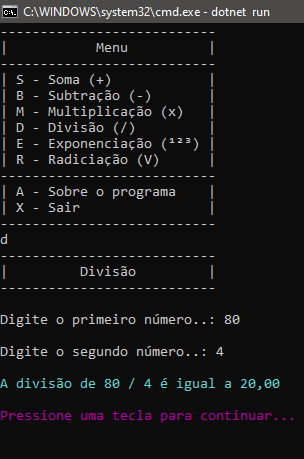 C:\WINDOWS\system32\cmd.exe - dotnet run
---------------------------
|           Menu          |
---------------------------
| S - Soma (+)            |
| B - Subtração (-)       |
| M - Multiplicação (x)   |
| D - Divisão (/)         |
| E - Exponenciação (¹²³) |
| R - Radiciação (V)      |
---------------------------
| A - Sobre o programa    |
| X - Sair                |
---------------------------
d
---------------------------
|         Divisão         |
---------------------------
Digite o primeiro número..: 80
Digite o segundo número..: 4
A divisão de 80 / 4 é igual a 20,00
Pressione uma tecla para continuar...